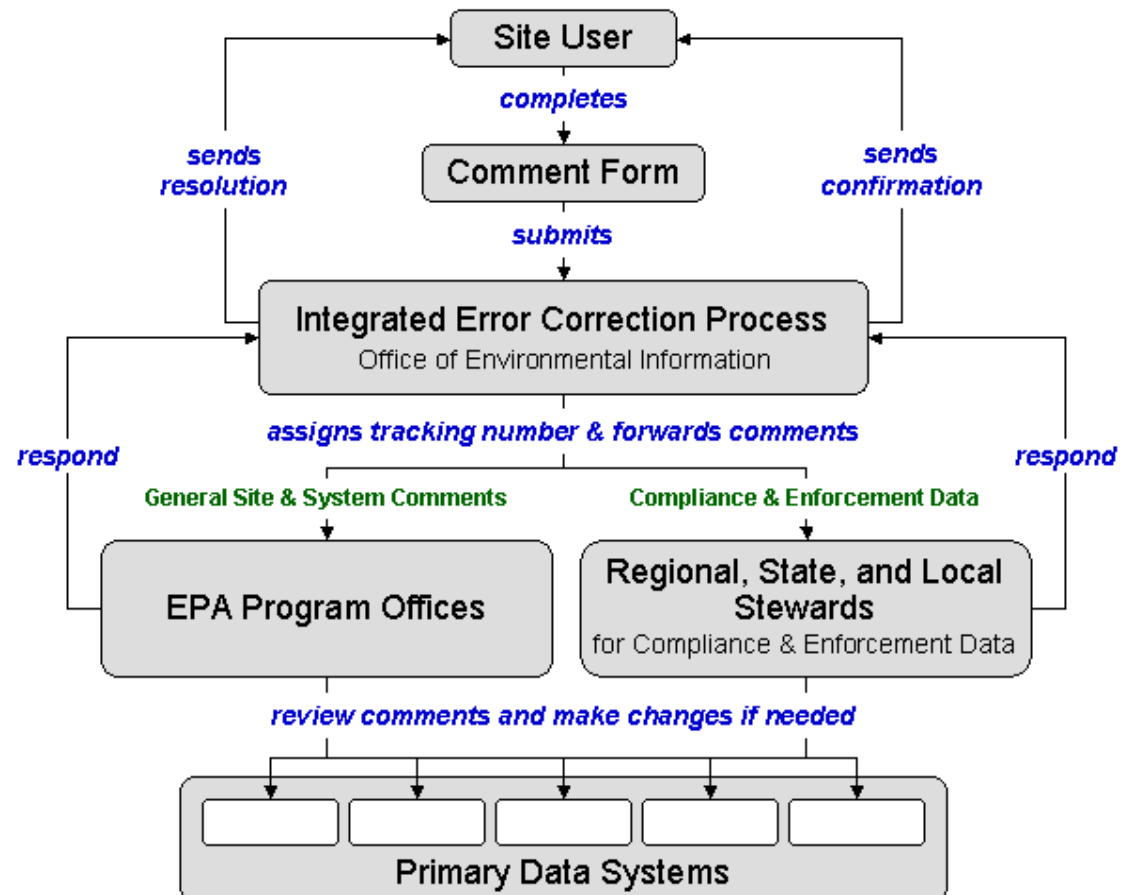 Site User
completes
sends
resolution
sends
confirmation
Comment Form
submits
Integrated Error Correction Process
Office of Environmental Information
assigns tracking number & forwards comments
respond
respond
General Site & System Comments
Compliance & Enforcement Data
EPA Program Offices
Regional, State, and Local
Stewards
for Compliance & Enforcement Data
review comments and make changes if needed
Primary Data Systems